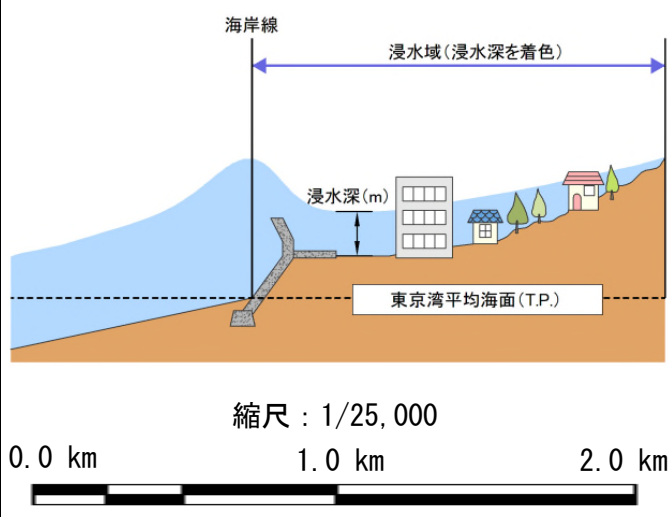 海岸線
浸水域(浸水深を着色)
浸水深(m)
東京湾平均海面(T.P.)
縮尺：1/25,000
0.0 km 1.0 km 2.0 km